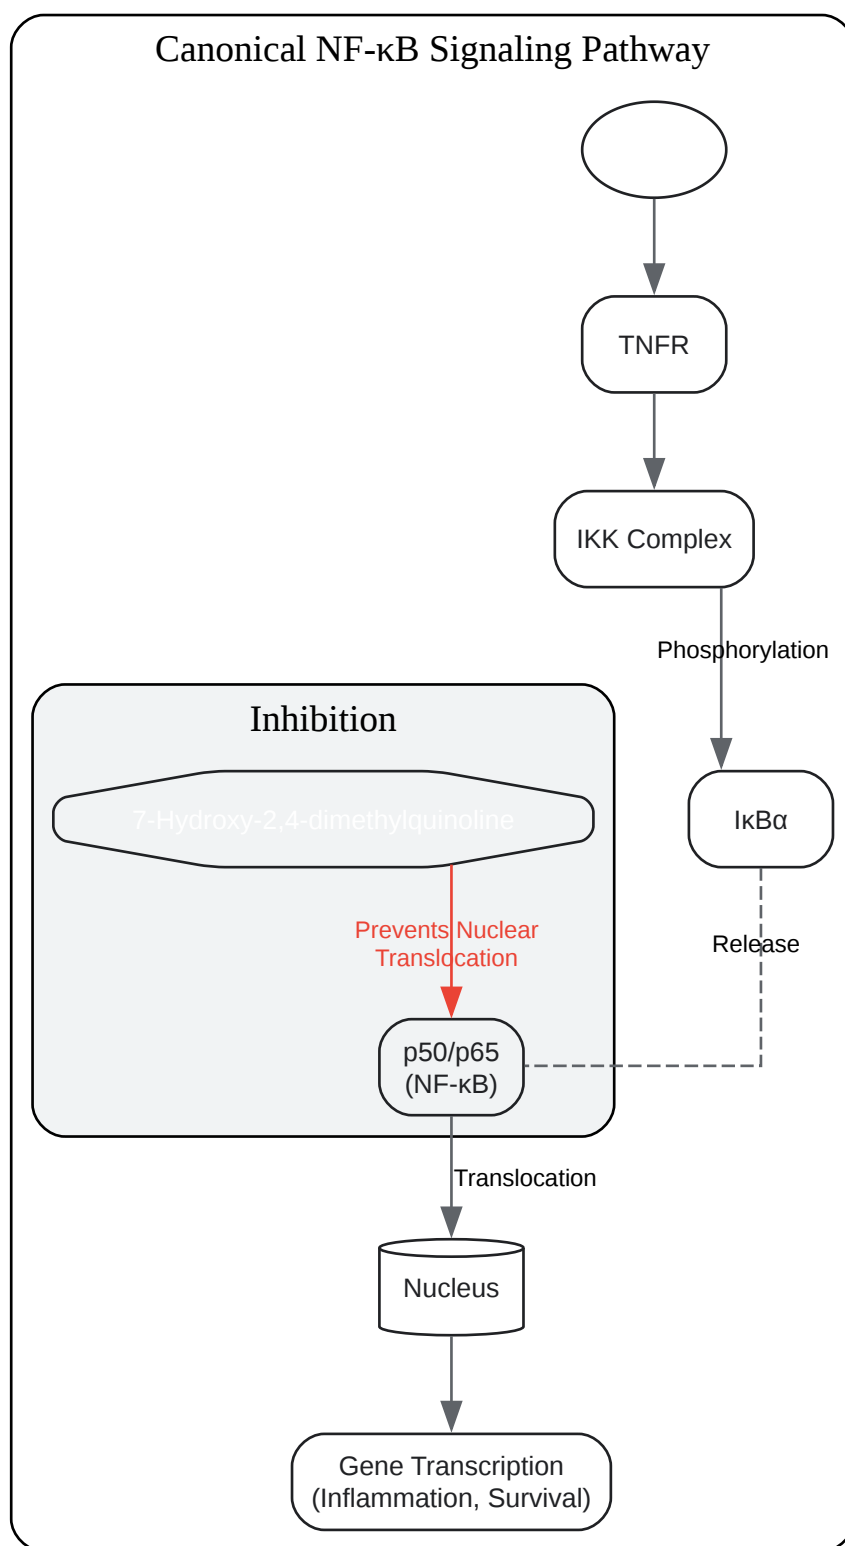 Canonical NF-κB Signaling Pathway
TNFR
IKK Complex
Phosphorylation
Inhibition
7-Hydroxy-2,4-dimethylquinoline
IκBα
Prevents Nuclear
Translocation
Release
p50/p65
(NF-κB)
Translocation
Nucleus
Gene Transcription
(Inflammation, Survival)